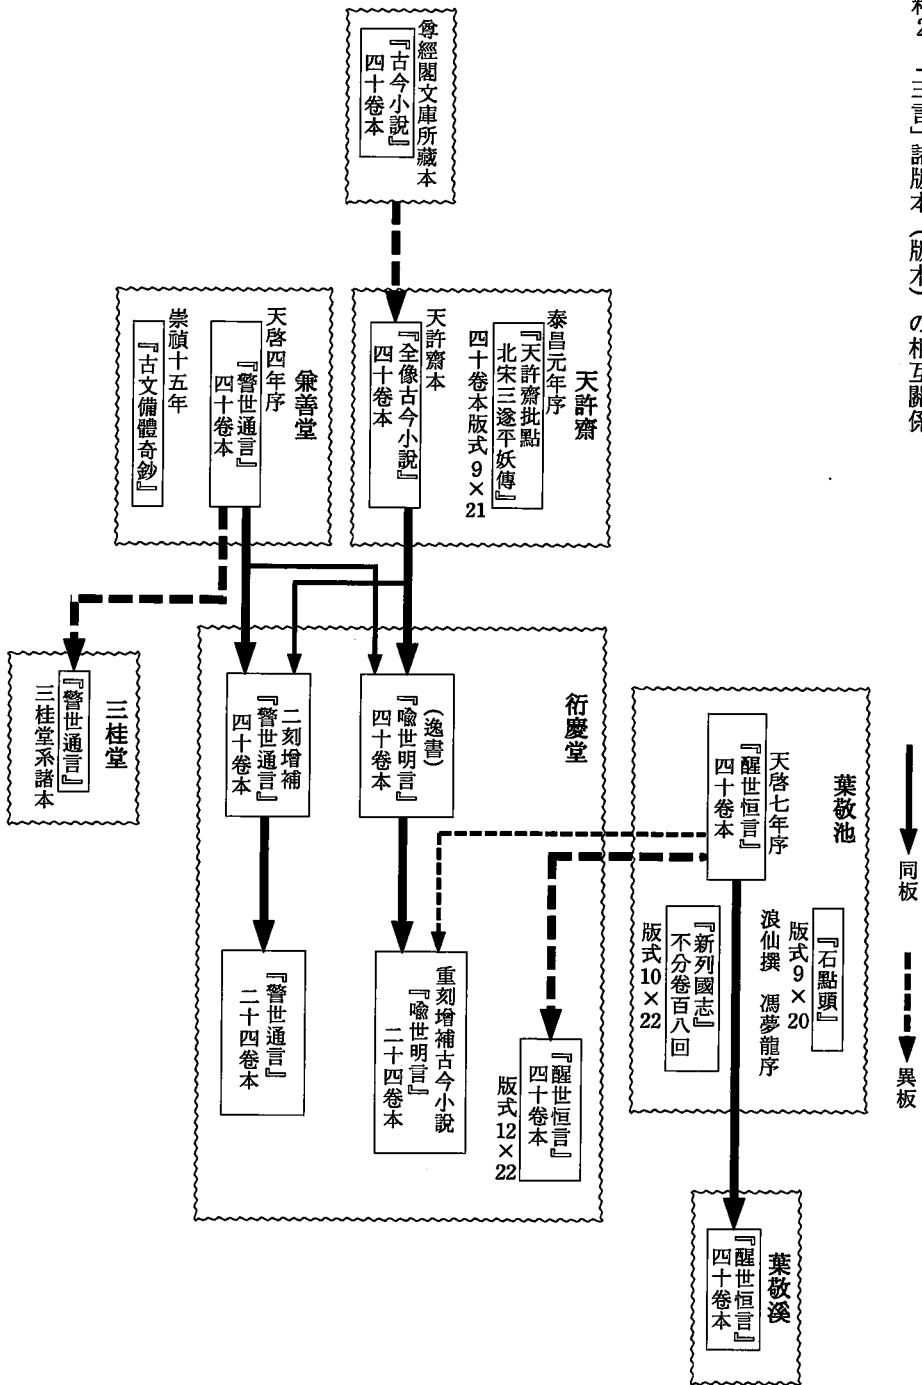 「三言」諸版本（版木）の相互關係
同板
異板
葉敬池
天啓七年序
『醒世恒言』
四十卷本
『石點頭』
版式9×20
浪仙撰　馮夢龍序
『新列國志』
不分卷百八回
版式10×22
葉敬溪
『醒世恒言』
四十卷本
天許齋
泰昌元年序
『天許齋批點
北宋三遂平妖傳』
四十卷本版式9×21
天許齋本
『全像古今小說』
四十卷本
尊經閣文庫所藏本
『古今小說』
四十卷本
衍慶堂
（逸書）
『喩世明言』
四十卷本
二刻增補
『警世通言』
四十卷本
『醒世恒言』
四十卷本
版式12×22
重刻增補古今小說
『喩世明言』
二十四卷本
『警世通言』
二十四卷本
兼善堂
天啓四年序
『警世通言』
四十卷本
崇禎十五年
『古文備體奇鈔』
三桂堂
『警世通言』
三桂堂系諸本